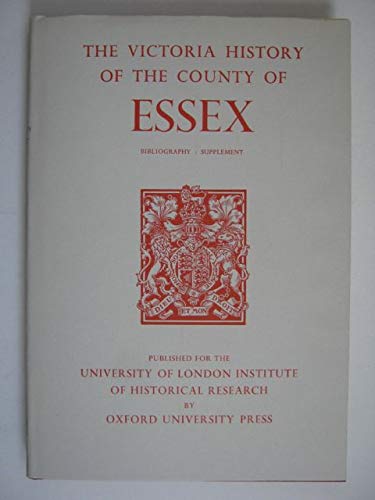 THE VICTORIA HISTORY
OF THE COUNTY OF
ESSEX
BIBLIOGRAPHY : SUPPLEMENT
DIEU
ET MON
DROIT
PUBLISHED FOR THE
UNIVERSITY OF LONDON INSTITUTE
OF HISTORICAL RESEARCH
BY
OXFORD UNIVERSITY PRESS